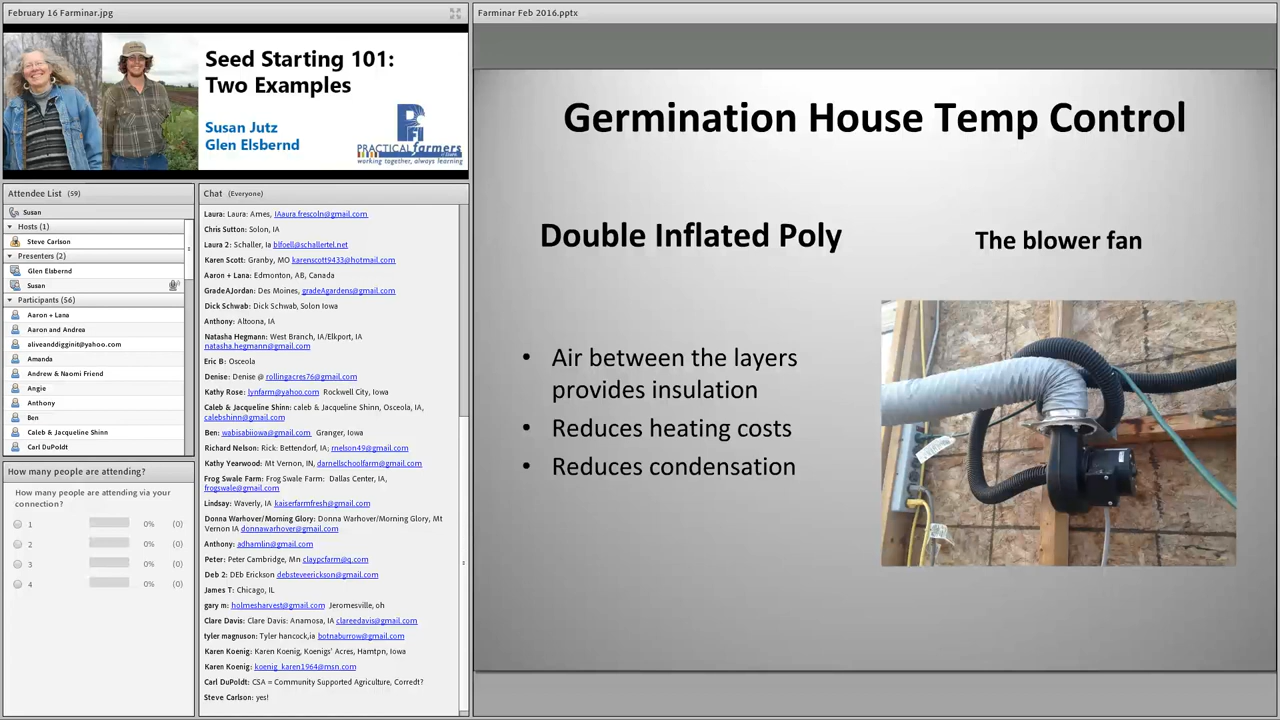 February 16 Farminar.jpg
Seed Starting 101:
Two Examples
Susan Jutz
Glen Elsbernd
PFI
PRACTICAL farmers
working together, always learning
Attendee List (59)
Susan
Hosts (1)
Steve Carlson
Presenters (2)
Glen Elsbernd
Susan
Participants (56)
Aaron + Lana
Aaron and Andrea
aliveanddigginit@yahoo.com
Amanda
Andrew & Naomi Friend
Angie
Anthony
Ben
Caleb & Jacqueline Shinn
Carl DuPoldt
How many people are attending?
How many people are attending via your
connection?
1 0% (0)
2 0% (0)
3 0% (0)
4 0% (0)
Chat (Everyone)
Laura: Laura: Ames, IAaura.frescoln@gmail.com
Chris Sutton: Solon, IA
Laura 2: Schaller, Ia blfoell@schallertel.net
Karen Scott: Granby, MO karenscott9433@hotmail.com
Aaron + Lana: Edmonton, AB, Canada
GradeAJordan: Des Moines, gradeAgardens@gmail.com
Dick Schwab: Dick Schwab, Solon Iowa
Anthony: Altoona, IA
Natasha Hegmann: West Branch, IA/Elkport, IA
natasha.hegmann@gmail.com
Eric B: Osceola
Denise: Denise @ rollingacres76@gmail.com
Kathy Rose: lynfarm@yahoo.com Rockwell City, Iowa
Caleb & Jacqueline Shinn: caleb & Jacqueline Shinn, Osceola, IA,
calebshinn@gmail.com
Ben: wabisabiiowa@gmail.com Granger, Iowa
Richard Nelson: Rick: Bettendorf, IA; rnelson49@gmail.com
Kathy Yearwood: Mt Vernon, IN, darnellschoolfarm@gmail.com
Frog Swale Farm: Frog Swale Farm: Dallas Center, IA,
frogswale@gmail.com
Lindsay: Waverly, IA kaiserfarmfresh@gmail.com
Donna Warhover/Morning Glory: Donna Warhover/Morning Glory, Mt
Vernon IA donnawarhover@gmail.com
Anthony: adhamlin@gmail.com
Peter: Peter Cambridge, Mn claypcfarm@q.com
Deb 2: DEb Erickson debsteveerickson@gmail.com
James T: Chicago, IL
gary m: holmesharvest@gmail.com Jeromesville, oh
Clare Davis: Clare Davis: Anamosa, IA clareedavis@gmail.com
tyler magnuson: Tyler hancock,ia botnaburrow@gmail.com
Karen Koenig: Karen Koenig, Koenigs' Acres, Hamtpn, Iowa
Karen Koenig: koenig_karen1964@msn.com
Carl DuPoldt: CSA = Community Supported Agriculture, Corredt?
Steve Carlson: yes!
Farminar Feb 2016.pptx
Germination House Temp Control
Double Inflated Poly
The blower fan
• Air between the layers
provides insulation
• Reduces heating costs
• Reduces condensation